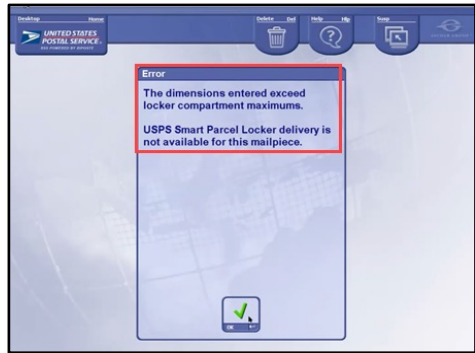 Desktop Home
Delete Del
Help Hlp
Susp
UNITED STATES
POSTAL SERVICE
Error
The dimensions entered exceed
locker compartment maximums.
USPS Smart Parcel Locker delivery is
not available for this mailpiece.
OK